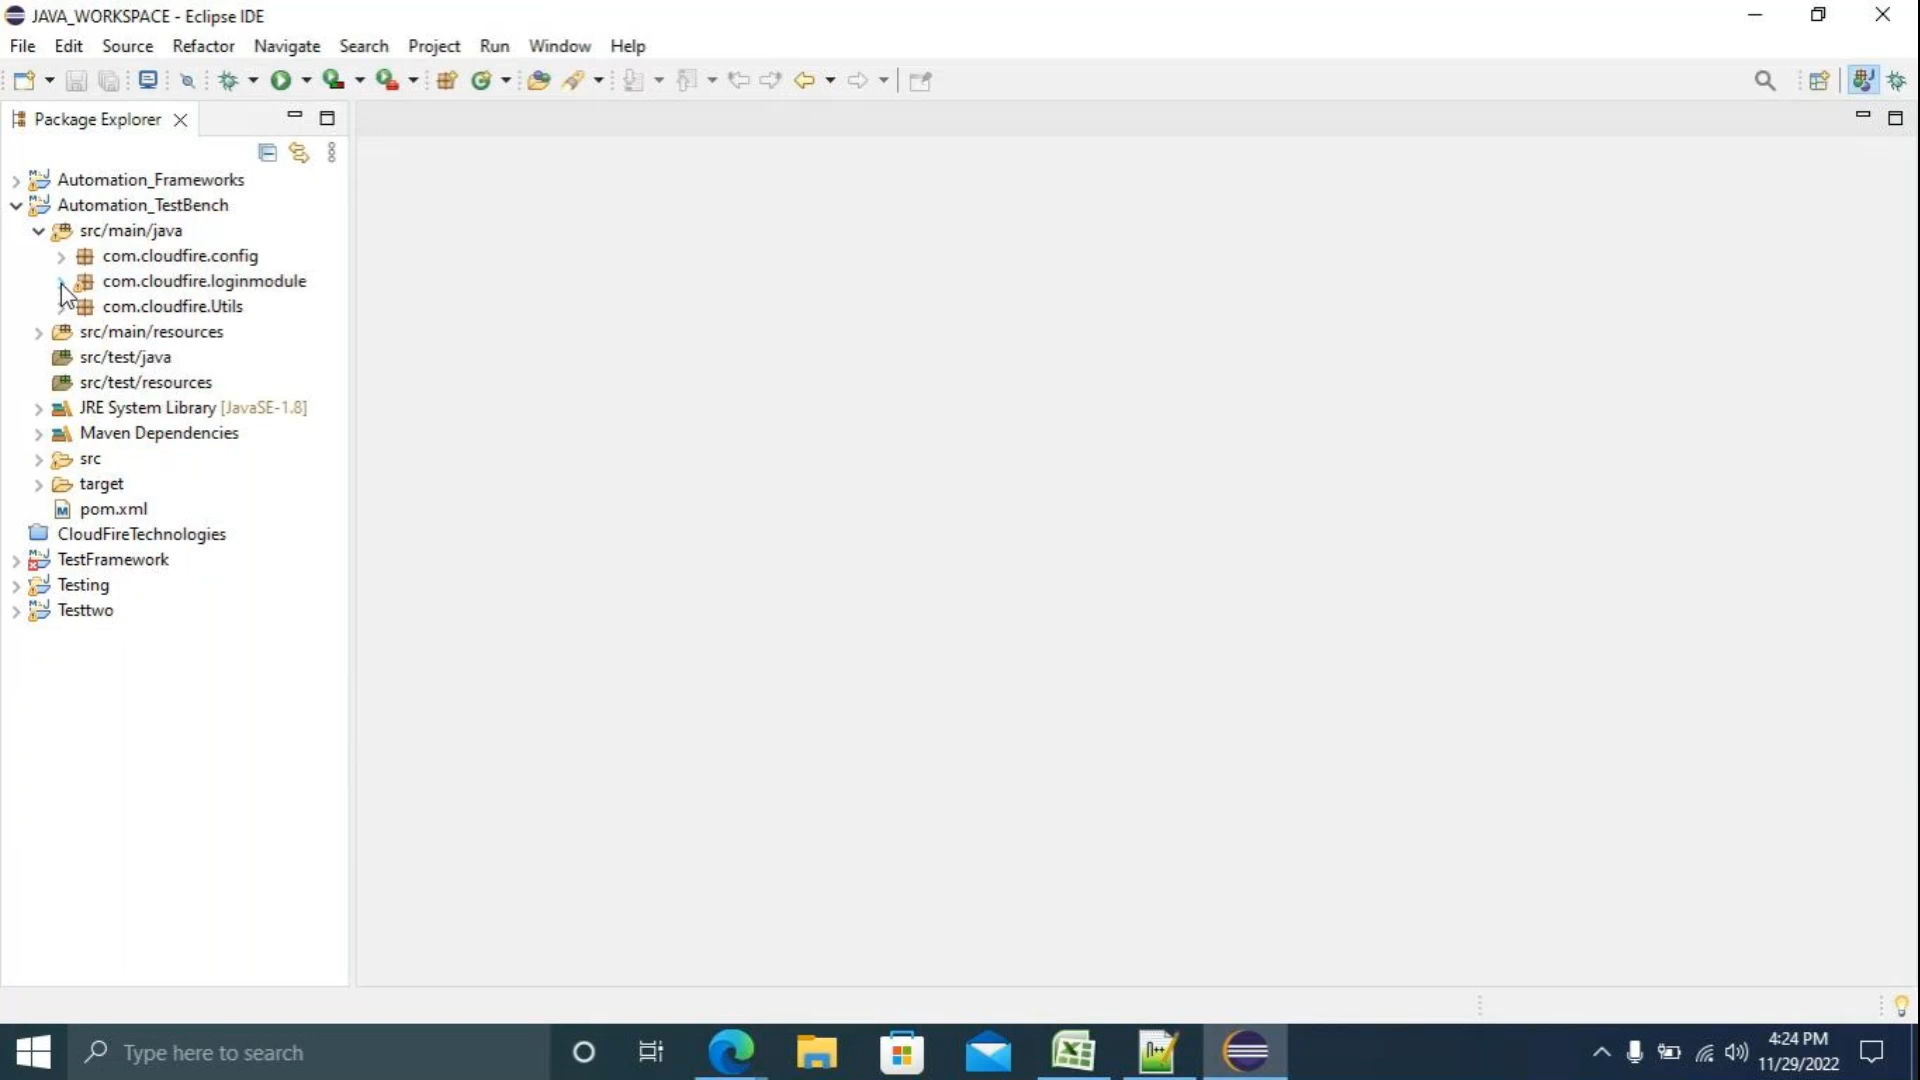 JAVA_WORKSPACE - Eclipse IDE
File Edit Source Refactor Navigate Search Project Run Window Help
Package Explorer
Automation_Frameworks
Automation_TestBench
src/main/java
com.cloudfire.config
com.cloudfire.loginmodule
com.cloudfire.Utils
src/main/resources
src/test/java
src/test/resources
JRE System Library [JavaSE-1.8]
Maven Dependencies
src
target
pom.xml
CloudFireTechnologies
TestFramework
Testing
Testtwo
Type here to search
4:24 PM
11/29/2022